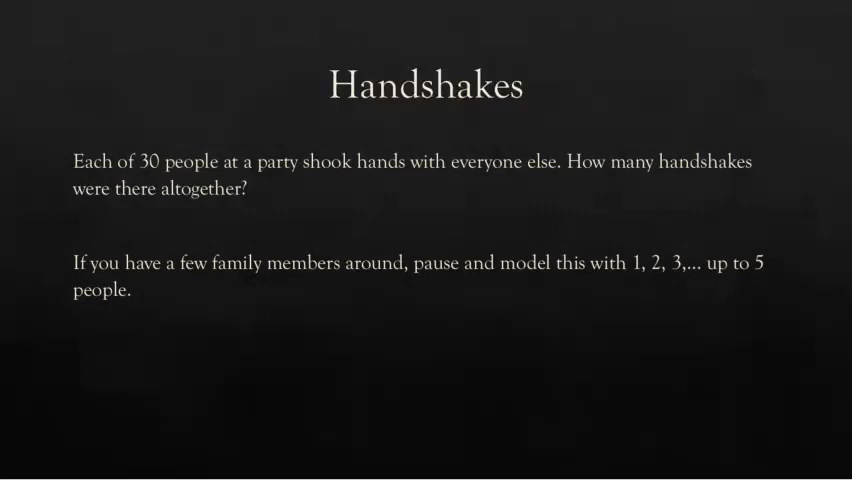 Handshakes
Each of 30 people at a party shook hands with everyone else. How many handshakes
were there altogether?
If you have a few family members around, pause and model this with 1, 2, 3,... up to 5
people.